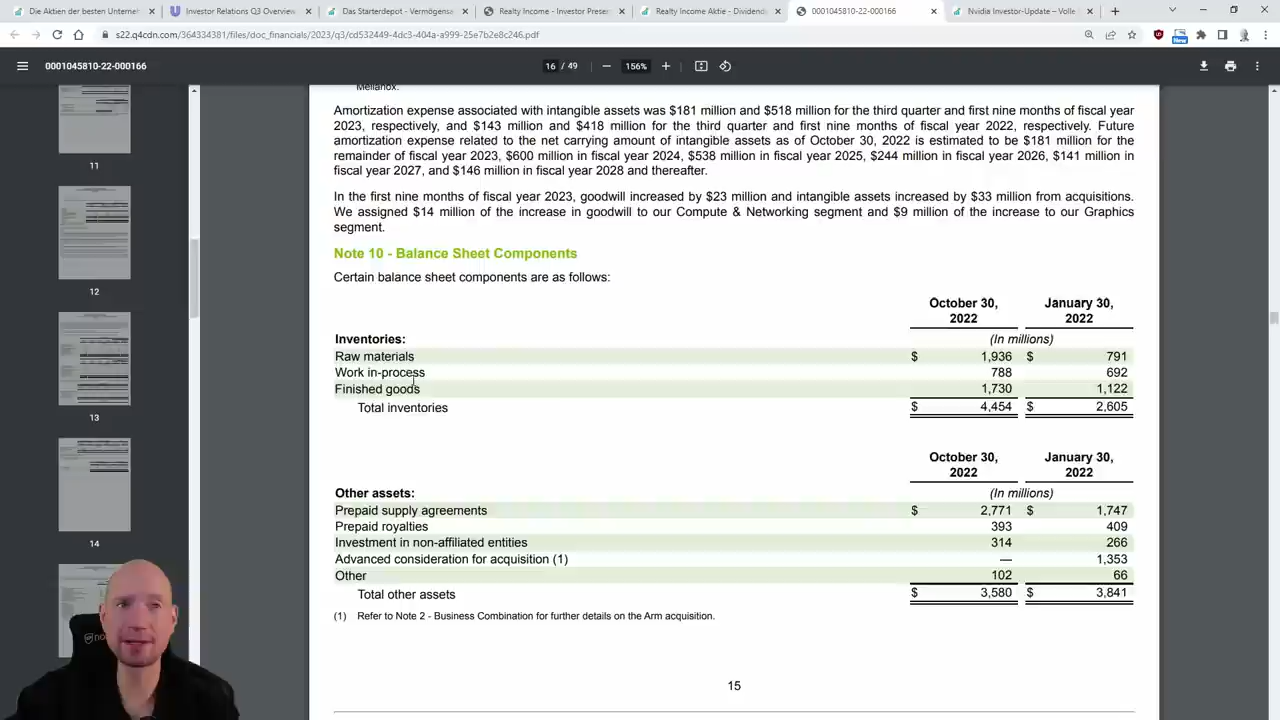 Die Aktien der besten Unterneh
Investor Relations Q3 Overview
Das Starterdepot - Vermögense
Realty Income - Investor Prese
Realty Income Aktie - Dividende
0001045810-22-000166
Nvidia Investor-Update – Volle
s22.q4cdn.com/364334381/files/doc_financials/2023/q3/cd532449-4dc3-404a-a999-25e7b2e8c246.pdf
New
0001045810-22-000166
16 / 49
156%
11
12
13
14
Mellanox.
Amortization expense associated with intangible assets was $181 million and $518 million for the third quarter and first nine months of fiscal year
2023, respectively, and $143 million and $418 million for the third quarter and first nine months of fiscal year 2022, respectively. Future
amortization expense related to the net carrying amount of intangible assets as of October 30, 2022 is estimated to be $181 million for the
remainder of fiscal year 2023, $600 million in fiscal year 2024, $538 million in fiscal year 2025, $244 million in fiscal year 2026, $141 million in
fiscal year 2027, and $146 million in fiscal year 2028 and thereafter.
In the first nine months of fiscal year 2023, goodwill increased by $23 million and intangible assets increased by $33 million from acquisitions.
We assigned $14 million of the increase in goodwill to our Compute & Networking segment and $9 million of the increase to our Graphics
segment.
Note 10 - Balance Sheet Components
Certain balance sheet components are as follows:
October 30, 2022 January 30, 2022
Inventories: (In millions)
Raw materials $ 1,936 $ 791
Work in-process 788 692
Finished goods 1,730 1,122
Total inventories $ 4,454 $ 2,605
October 30, 2022 January 30, 2022
Other assets: (In millions)
Prepaid supply agreements $ 2,771 $ 1,747
Prepaid royalties 393 409
Investment in non-affiliated entities 314 266
Advanced consideration for acquisition (1) — 1,353
Other 102 66
Total other assets $ 3,580 $ 3,841
(1) Refer to Note 2 - Business Combination for further details on the Arm acquisition.
15